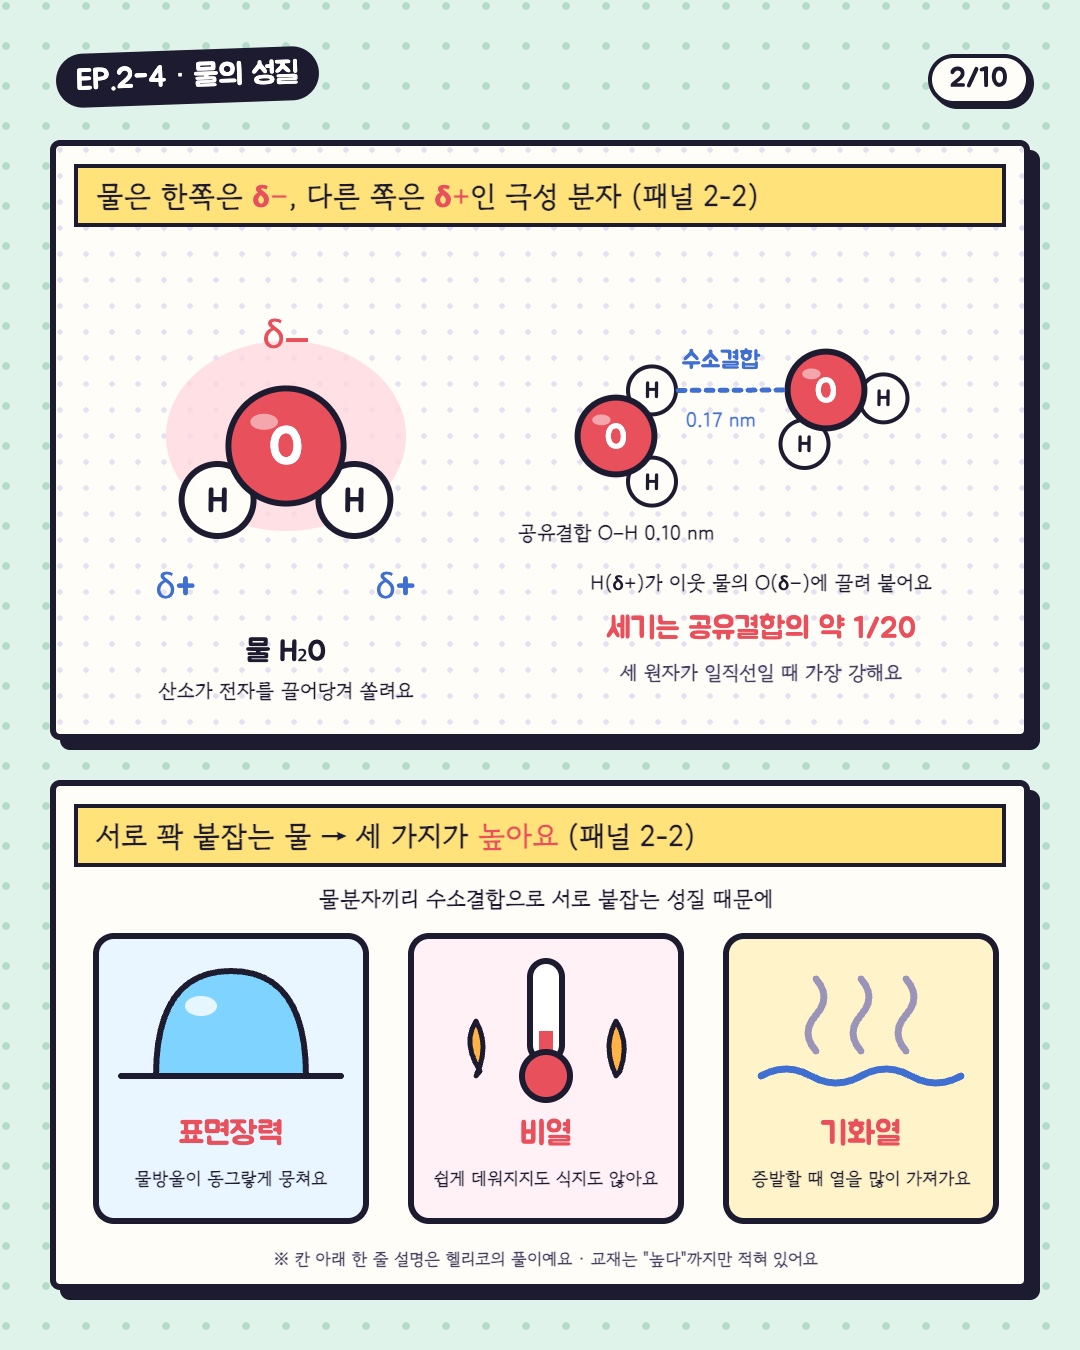 EP.2-4 · 물의 성질
2/10
물은 한쪽은 δ−, 다른 쪽은 δ+인 극성 분자 (패널 2-2)
δ−
O
H
H
δ+
δ+
물 H₂O
산소가 전자를 끌어당겨 쏠려요
수소결합
0.17 nm
H
O
H
O
H
H
공유결합 O−H 0.10 nm
H(δ+)가 이웃 물의 O(δ−)에 끌려 붙어요
세기는 공유결합의 약 1/20
세 원자가 일직선일 때 가장 강해요
서로 꽉 붙잡는 물 → 세 가지가 높아요 (패널 2-2)
물분자끼리 수소결합으로 서로 붙잡는 성질 때문에
표면장력
물방울이 동그랗게 뭉쳐요
비열
쉽게 데워지지도 식지도 않아요
기화열
증발할 때 열을 많이 가져가요
※ 칸 아래 한 줄 설명은 헬리코의 풀이예요 · 교재는 "높다"까지만 적혀 있어요